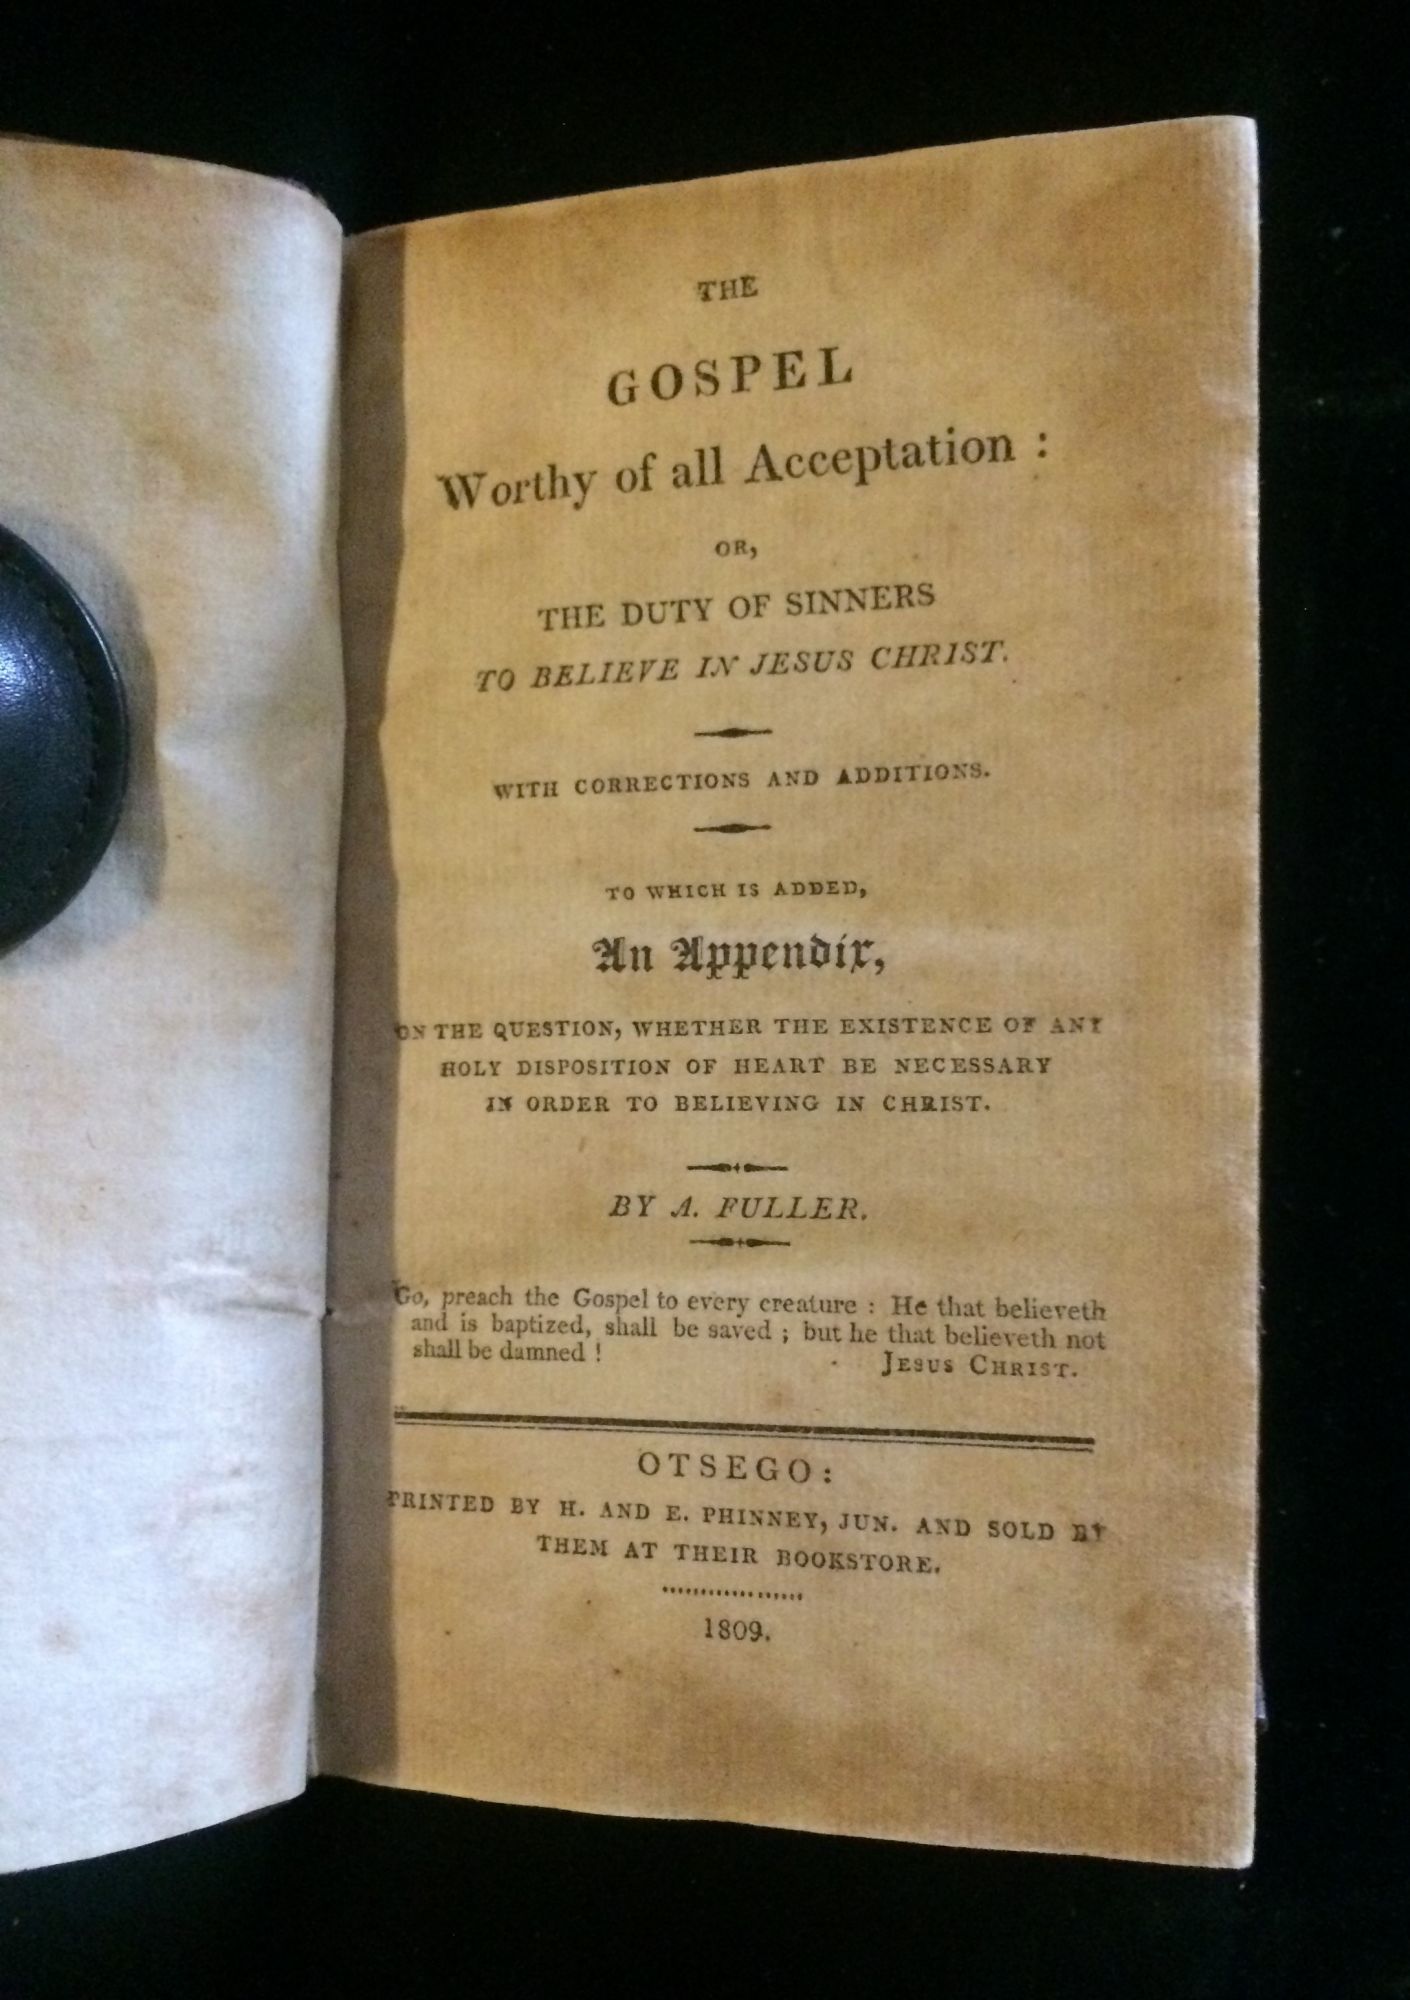 THE
GOSPEL
Worthy of all Acceptation :
OR,
THE DUTY OF SINNERS
TO BELIEVE IN JESUS CHRIST.
WITH CORRECTIONS AND ADDITIONS.
TO WHICH IS ADDED,
An Appendix,
ON THE QUESTION, WHETHER THE EXISTENCE OF ANY
HOLY DISPOSITION OF HEART BE NECESSARY
IN ORDER TO BELIEVING IN CHRIST.
BY A. FULLER.
Go, preach the Gospel to every creature : He that believeth
and is baptized, shall be saved ; but he that believeth not
shall be damned ! JESUS CHRIST.
OTSEGO:
PRINTED BY H. AND E. PHINNEY, JUN. AND SOLD BY
THEM AT THEIR BOOKSTORE.
1809.